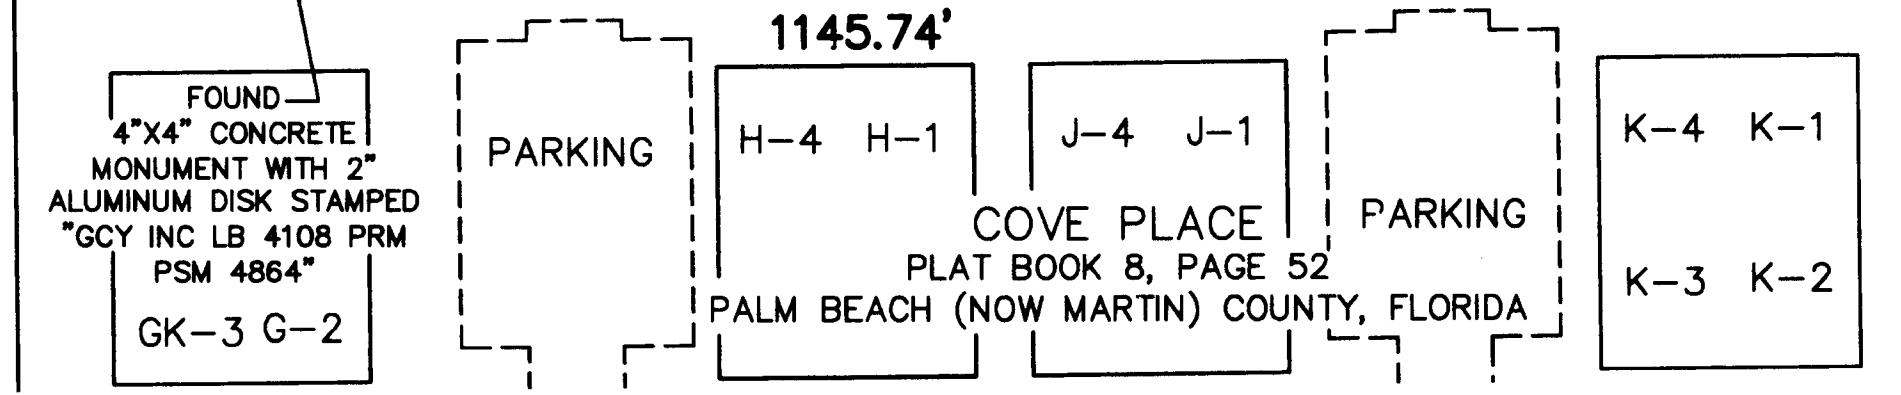 1145.74'
FOUND
4"X4" CONCRETE
MONUMENT WITH 2"
ALUMINUM DISK STAMPED
"GCY INC LB 4108 PRM
PSM 4864"
GK-3 G-2
PARKING
H-4 H-1
J-4 J-1
COVE PLACE
PLAT BOOK 8, PAGE 52
PALM BEACH (NOW MARTIN) COUNTY, FLORIDA
PARKING
K-4 K-1
K-3 K-2